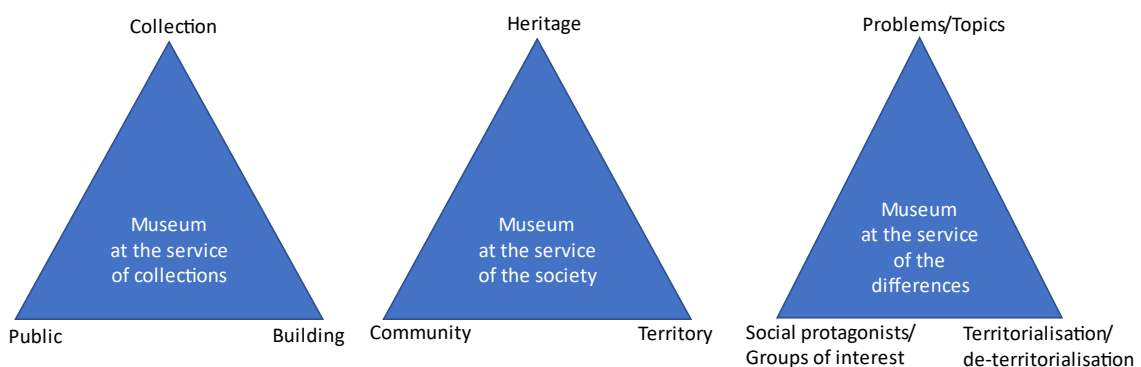 Collection
Museum
at the service
of collections
Public
Building
Heritage
Museum
at the service
of the society
Community
Territory
Problems/Topics
Museum
at the service
of the
differences
Social protagonists/
Groups of interest
Territorialisation/
de-territorialisation